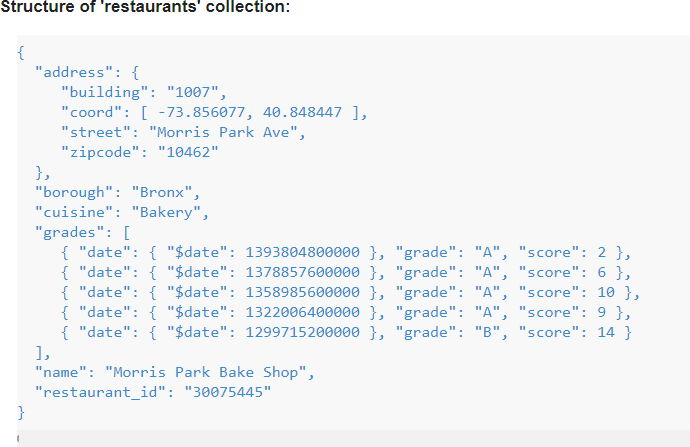 Structure of 'restaurants' collection:
{
  "address": {
     "building": "1007",
     "coord": [ -73.856077, 40.848447 ],
     "street": "Morris Park Ave",
     "zipcode": "10462"
  },
  "borough": "Bronx",
  "cuisine": "Bakery",
  "grades": [
     { "date": { "$date": 1393804800000 }, "grade": "A", "score": 2 },
     { "date": { "$date": 1378857600000 }, "grade": "A", "score": 6 },
     { "date": { "$date": 1358985600000 }, "grade": "A", "score": 10 },
     { "date": { "$date": 1322006400000 }, "grade": "A", "score": 9 },
     { "date": { "$date": 1299715200000 }, "grade": "B", "score": 14 }
  ],
  "name": "Morris Park Bake Shop",
  "restaurant_id": "30075445"
}